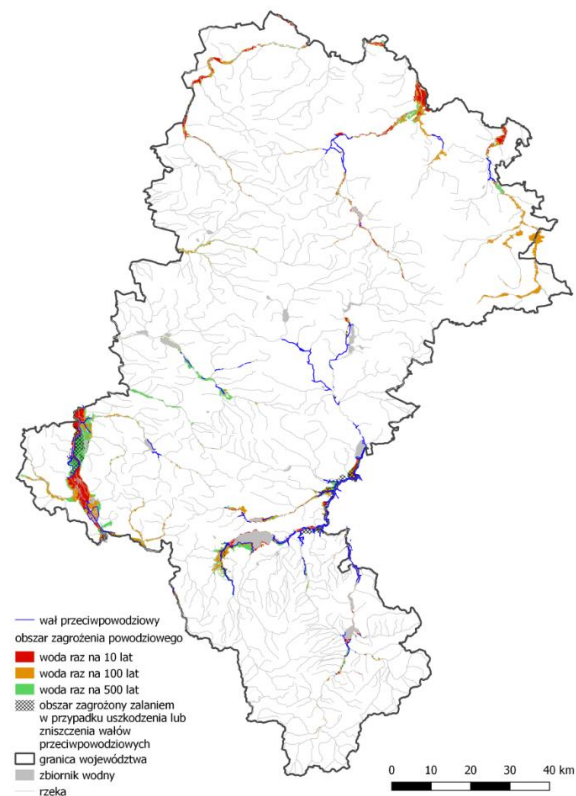 wał przeciwpowodziowy
obszar zagrożenia powodziowego
woda raz na 10 lat
woda raz na 100 lat
woda raz na 500 lat
obszar zagrożony zalaniem
w przypadku uszkodzenia lub
zniszczenia wałów
przeciwpowodziowych
granica województwa
zbiornik wodny
rzeka
0 10 20 30 40 km